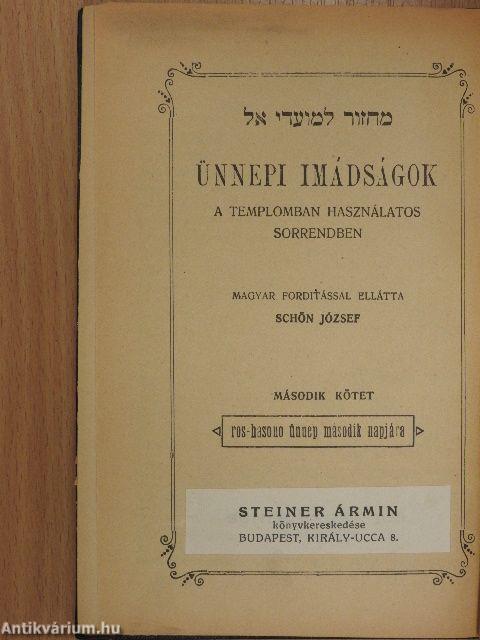 מחזור למועדי אל
ÜNNEPI IMÁDSÁGOK
A TEMPLOMBAN HASZNÁLATOS
SORRENDBEN
MAGYAR FORDITÁSSAL ELLÁTTA
SCHÖN JÓZSEF
MÁSODIK KÖTET
ros-hasono ünnep második napjára
STEINER ÁRMIN
könyvkereskedése
BUDAPEST, KIRÁLY-UCCA 8.
Antikvárium.hu